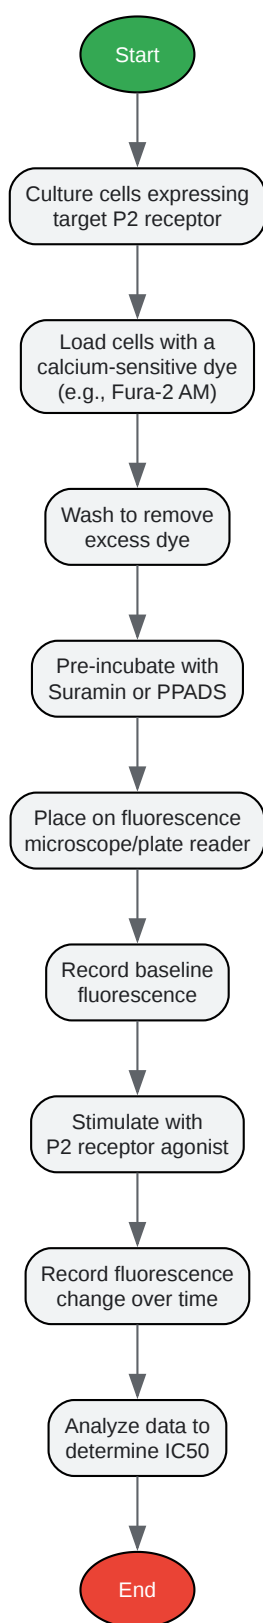 Start
Culture cells expressing
target P2 receptor
Load cells with a
calcium-sensitive dye
(e.g., Fura-2 AM)
Wash to remove
excess dye
Pre-incubate with
Suramin or PPADS
Place on fluorescence
microscope/plate reader
Record baseline
fluorescence
Stimulate with
P2 receptor agonist
Record fluorescence
change over time
Analyze data to
determine IC50
End